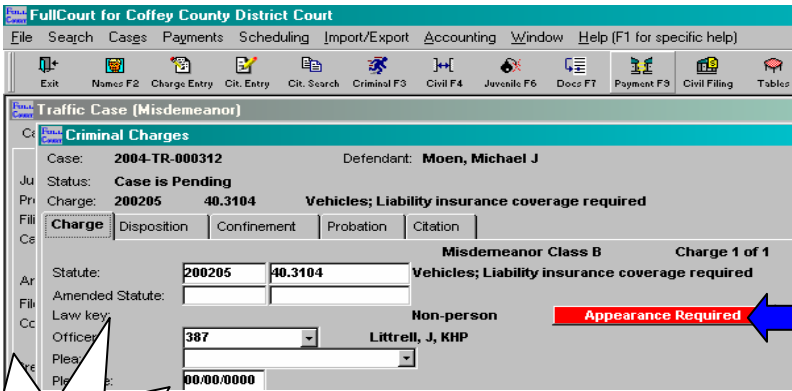 FullCourt for Coffey County District Court
File Search Cases Payments Scheduling Import/Export Accounting Window Help (F1 for specific help)
Exit Names F2 Charge Entry Cit. Entry Cit. Search Criminal F3 Civil F4 Juvenile F6 Docs F7 Payment F9 Civil Filing Tables
Traffic Case (Misdemeanor)
Criminal Charges
Case: 2004-TR-000312 Defendant: Moen, Michael J
Status: Case is Pending
Charge: 200205 40.3104 Vehicles; Liability insurance coverage required
Charge Disposition Confinement Probation Citation
Misdemeanor Class B Charge 1 of 1
Statute: 200205 40.3104 Vehicles; Liability insurance coverage required
Amended Statute:
Law key: Non-person Appearance Required
Officer 387 Littrell, J, KHP
Plea:
00/00/0000